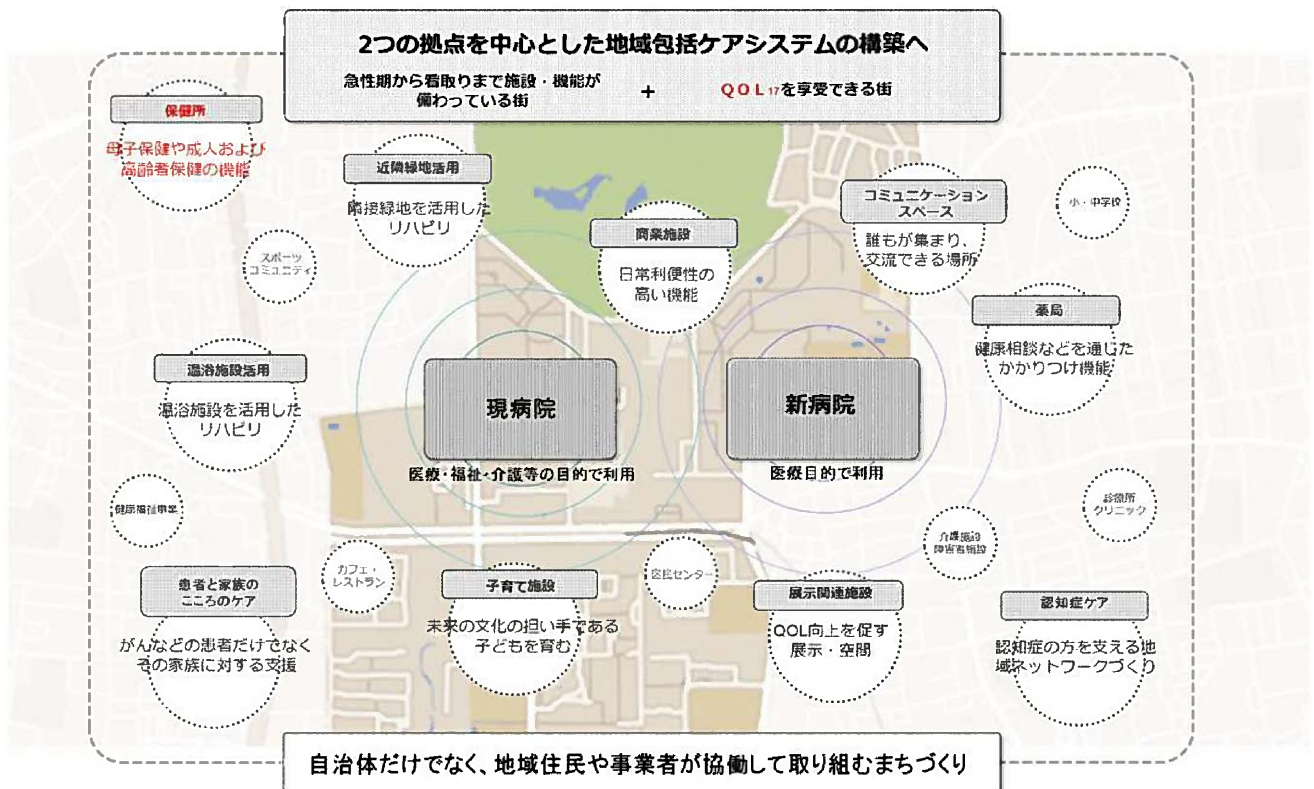 2つの拠点を中心とした地域包括ケアシステムの構築へ
急性期から看取りまで施設・機能が
備わっている街
+
QOL17を享受できる街
保健所
母子保健や成人および
高齢者保健の機能
近隣緑地活用
隣接緑地を活用した
リハビリ
商業施設
日常利便性の
高い機能
コミュニケーション
スペース
誰もが集まり、
交流できる場所
小・中学校
スポーツ
コミュニティ
薬局
健康相談などを通じた
かかりつけ機能
温浴施設活用
温浴施設を活用した
リハビリ
現病院
医療・福祉・介護等の目的で利用
新病院
医療目的で利用
健康福祉事業
診療所
クリニック
介護施設
障害者施設
カフェ・
レストラン
区民センター
患者と家族の
こころのケア
がんなどの患者だけでなく
その家族に対する支援
子育て施設
未来の文化の担い手である
子どもを育む
展示関連施設
QOL向上を促す
展示・空間
認知症ケア
認知症の方を支える地
域ネットワークづくり
自治体だけでなく、地域住民や事業者が協働して取り組むまちづくり